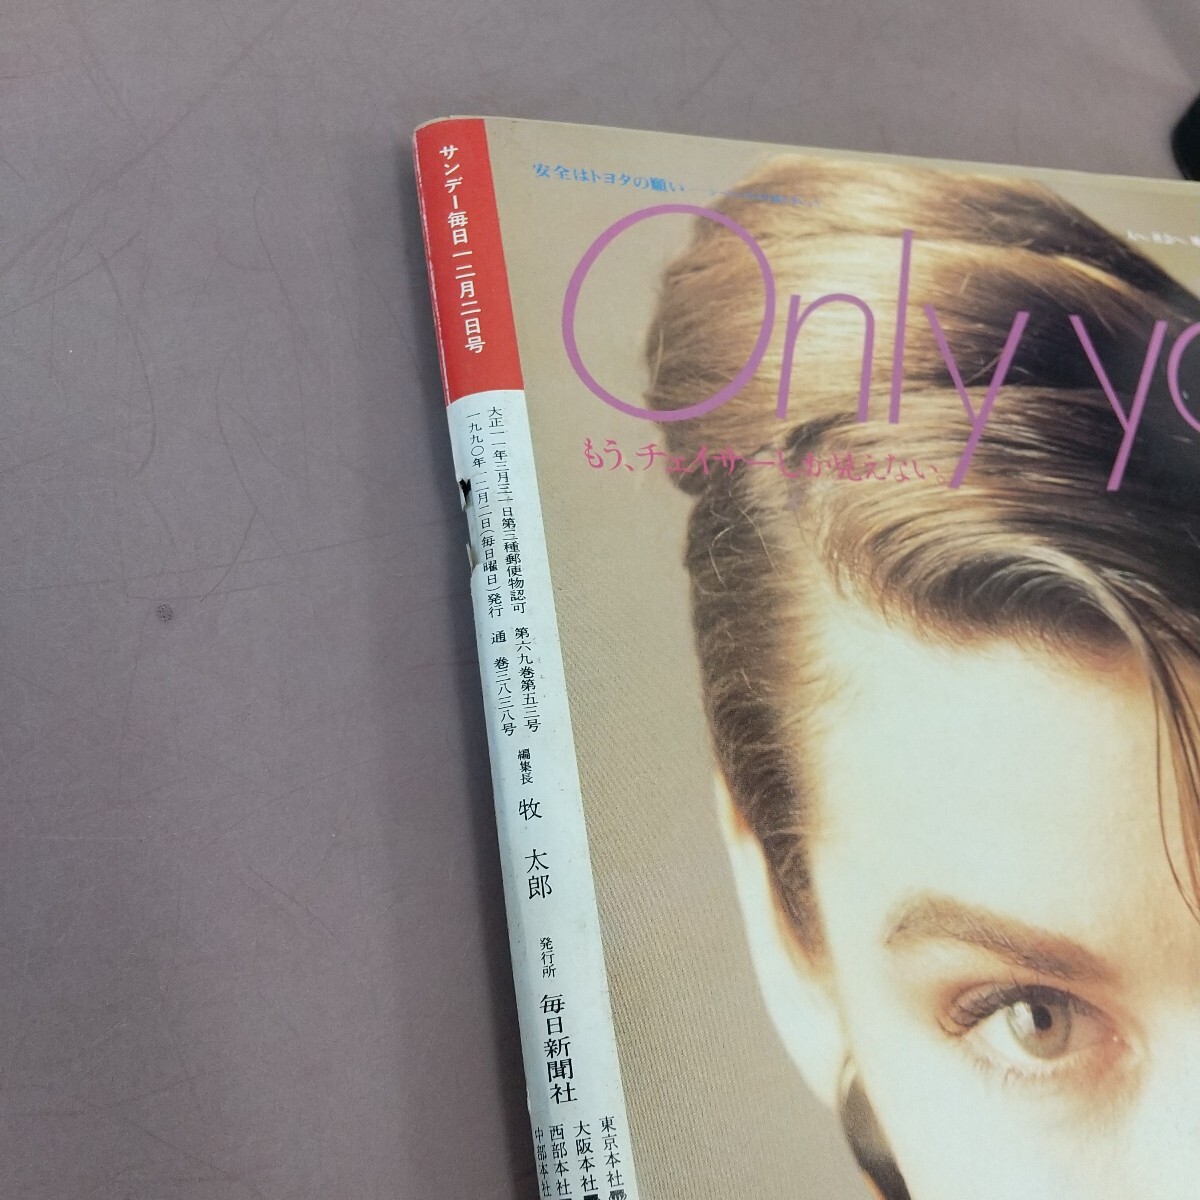 サンデー毎日 一二月二日号
大正一一年三月三一日第三種郵便物認可 第六九巻第五三号
一九九〇年一二月二日(毎日曜日)発行 通 巻三八三八号
編集長 牧 太郎
発行所 毎日新聞社
東京本社
大阪本社
西部本社
中部本社
安全はトヨタの願い
Only yo
もう、チェイサーしか